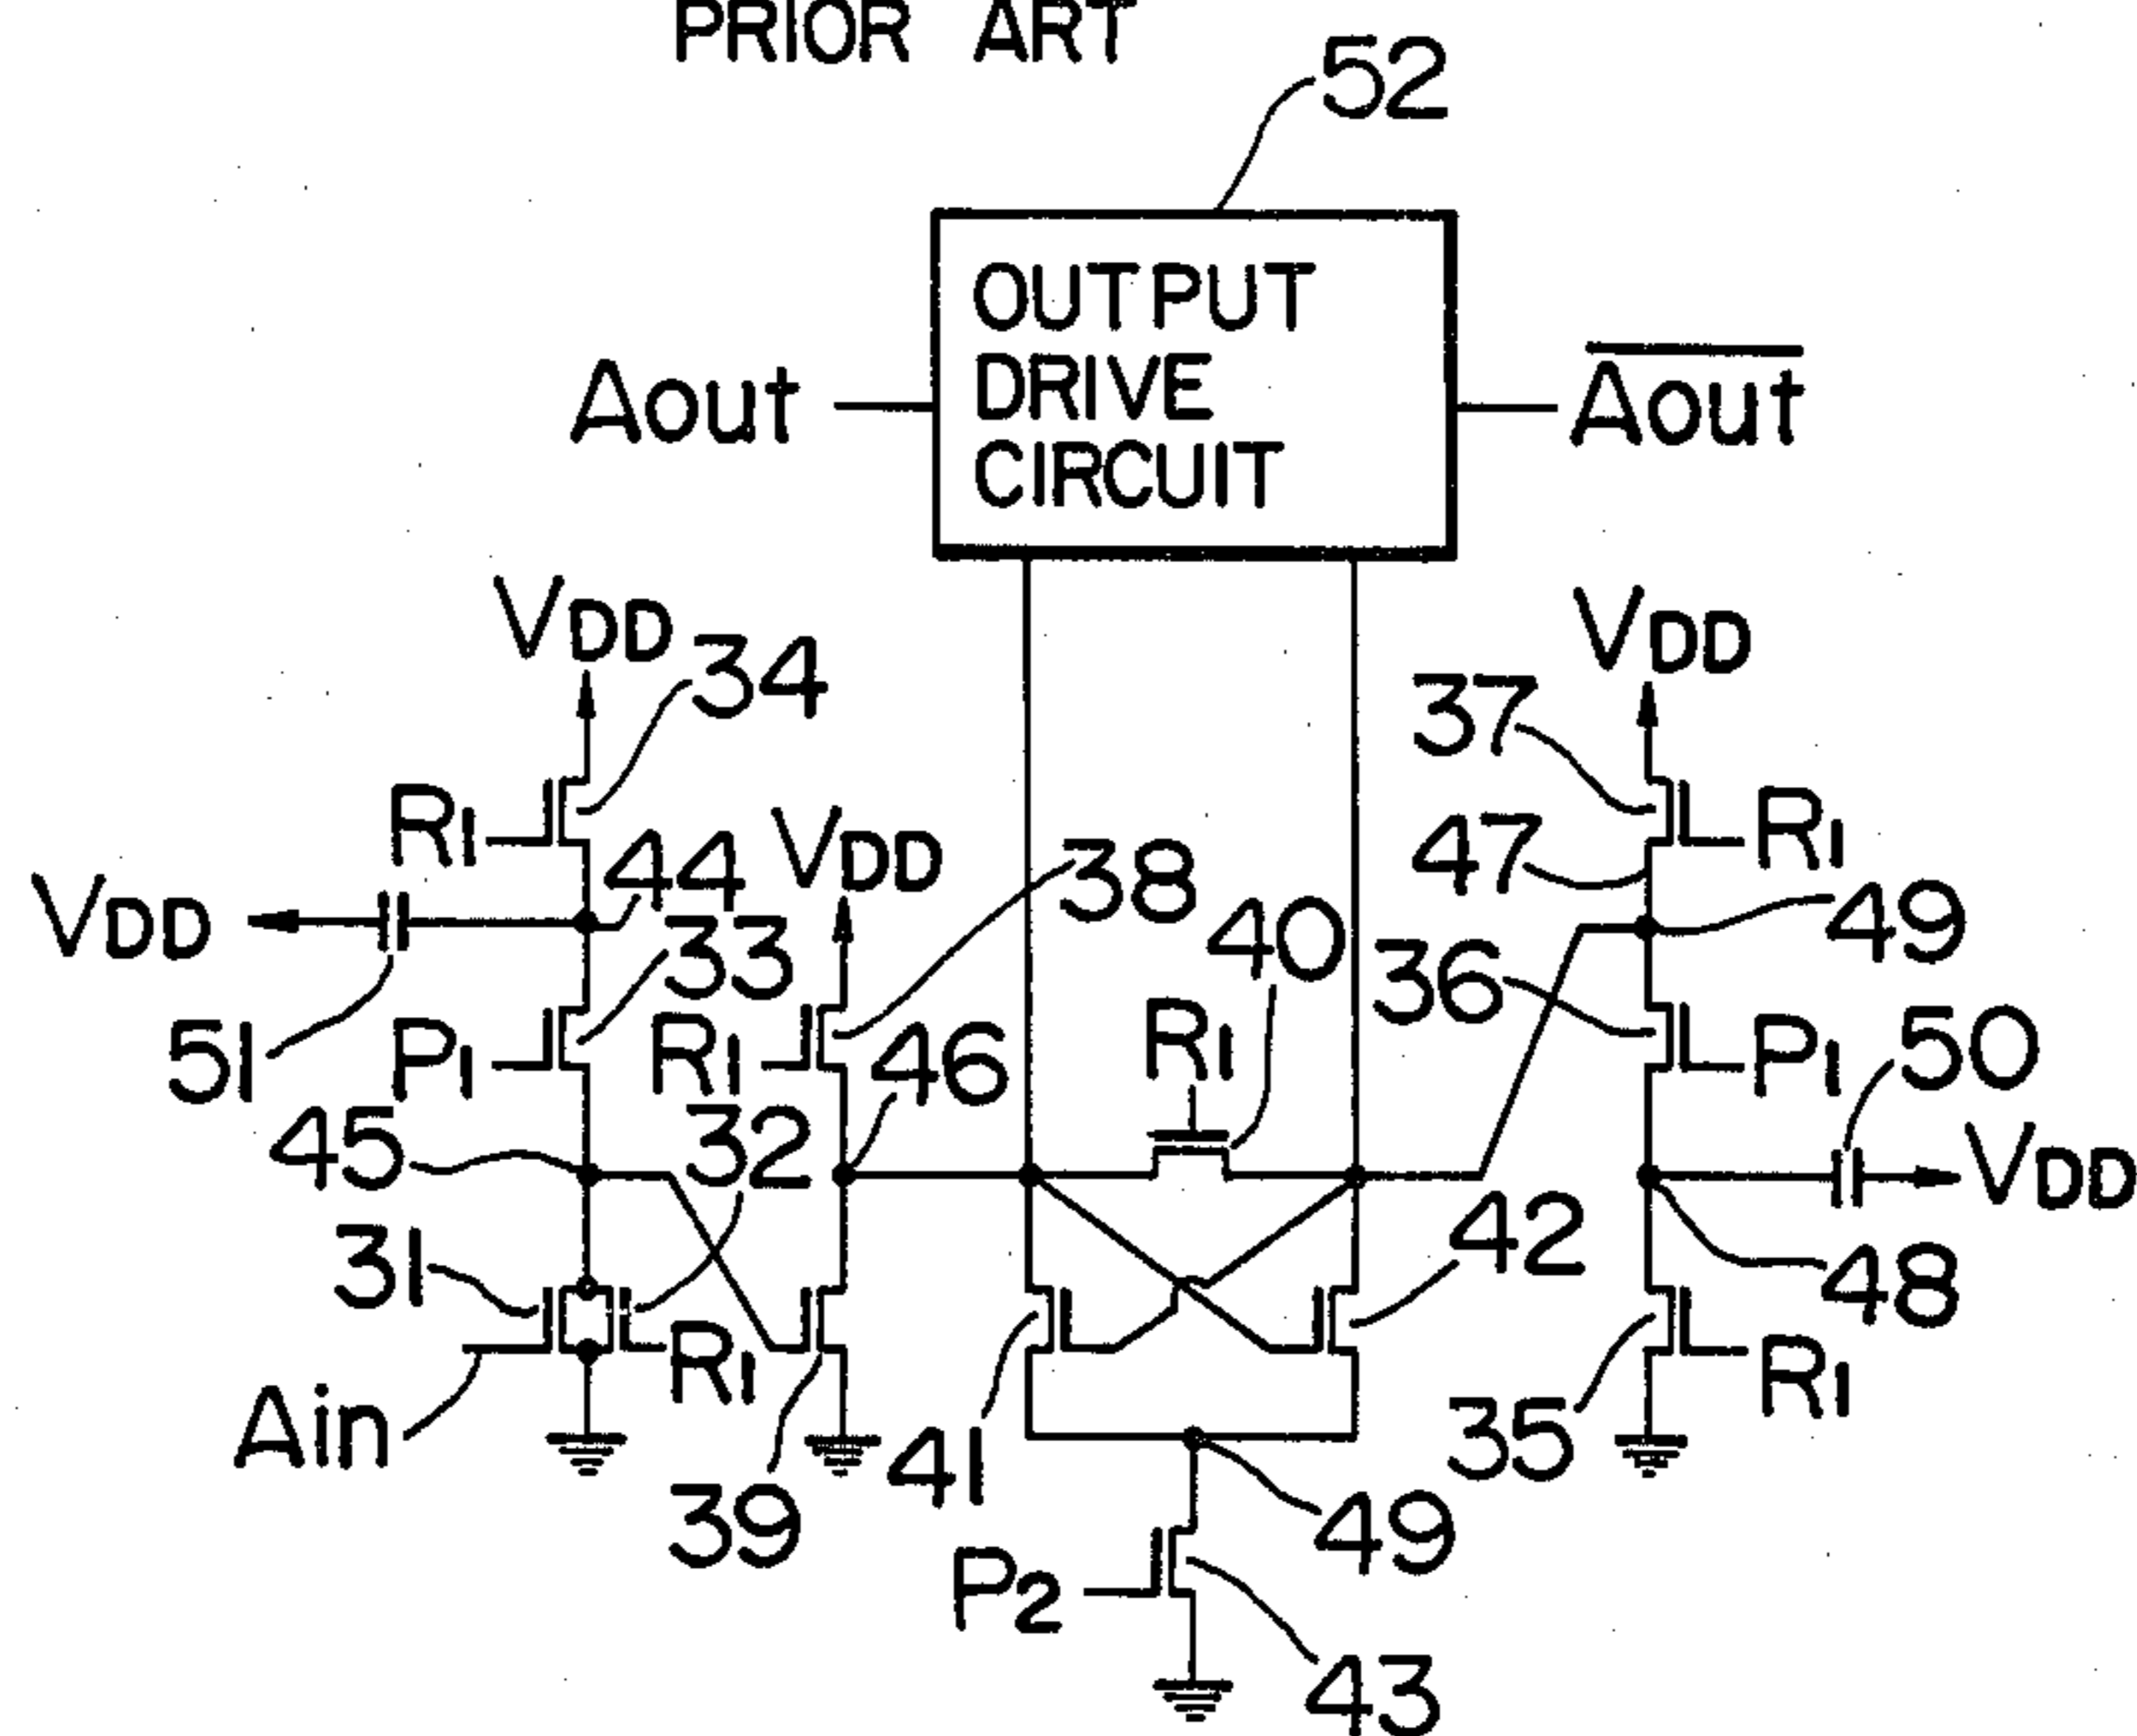 PRIOR ART
52
OUTPUT
DRIVE
CIRCUIT
Aout
A̅o̅u̅t̅
VDD
34
VDD
37
R1
44
VDD
38
47
R1
49
VDD
33
40
36
51
P1
R1
46
R1
P1
50
45
32
VDD
31
42
48
R1
R1
Ain
39
41
49
35
P2
43